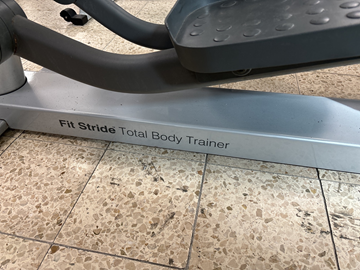 Fit Stride Total Body Trainer